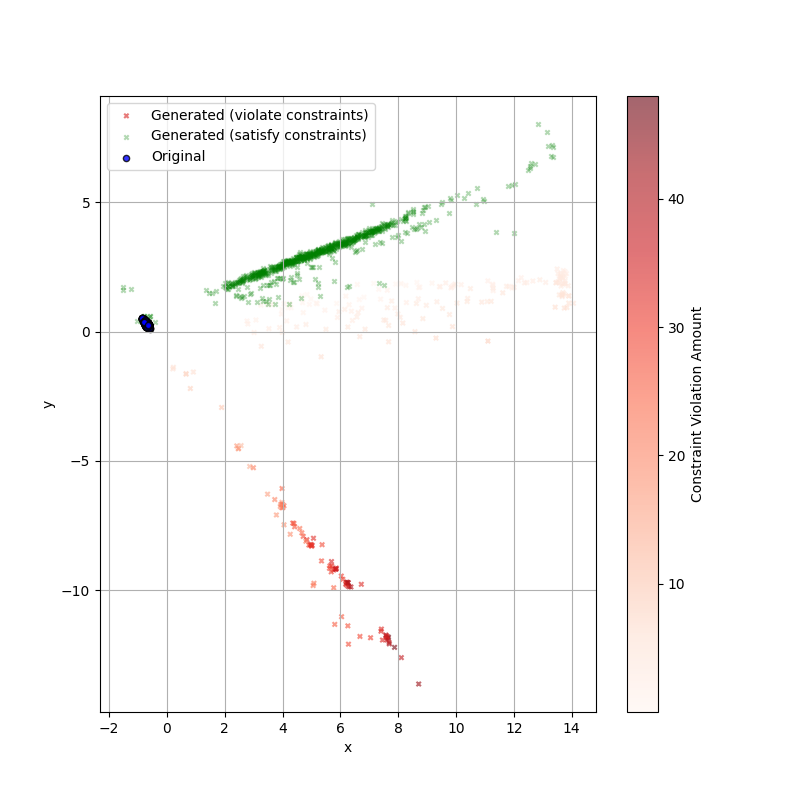 Generated (violate constraints)
Generated (satisfy constraints)
Original
5
0
−5
−10
y
−2
0
2
4
6
8
10
12
14
x
40
30
20
10
Constraint Violation Amount